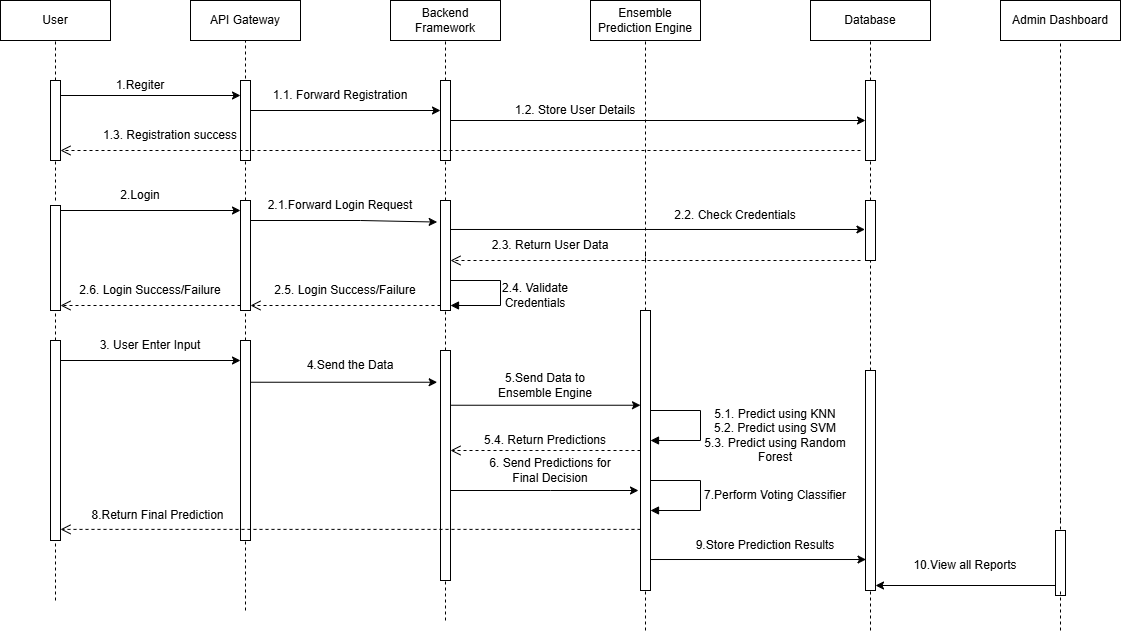 User
API Gateway
Backend
Framework
Ensemble
Prediction Engine
Database
Admin Dashboard
1.Regiter
1.1. Forward Registration
1.2. Store User Details
1.3. Registration success
2.Login
2.1.Forward Login Request
2.2. Check Credentials
2.3. Return User Data
2.4. Validate
Credentials
2.5. Login Success/Failure
2.6. Login Success/Failure
3. User Enter Input
4.Send the Data
5.Send Data to
Ensemble Engine
5.1. Predict using KNN
5.2. Predict using SVM
5.3. Predict using Random
Forest
5.4. Return Predictions
6. Send Predictions for
Final Decision
7.Perform Voting Classifier
8.Return Final Prediction
9.Store Prediction Results
10.View all Reports